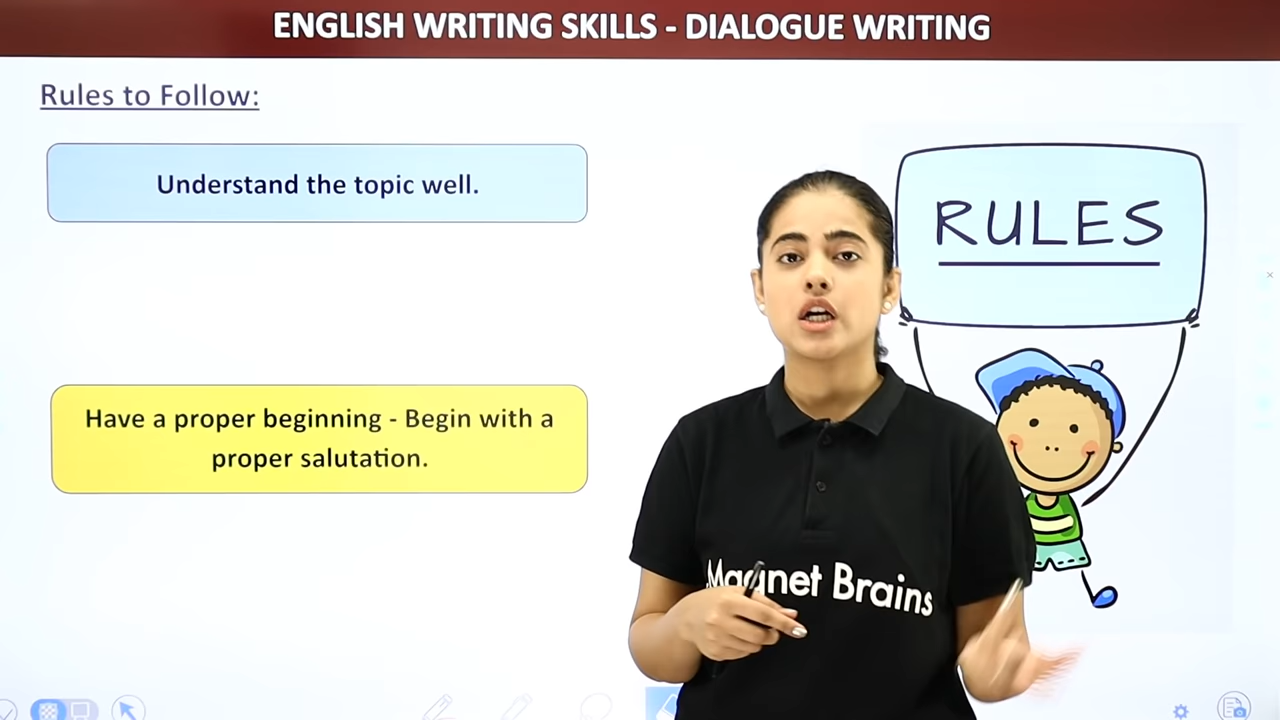 ENGLISH WRITING SKILLS - DIALOGUE WRITING
Rules to Follow:
Understand the topic well.
RULES
Have a proper beginning - Begin with a
proper salutation.
Magnet Brains